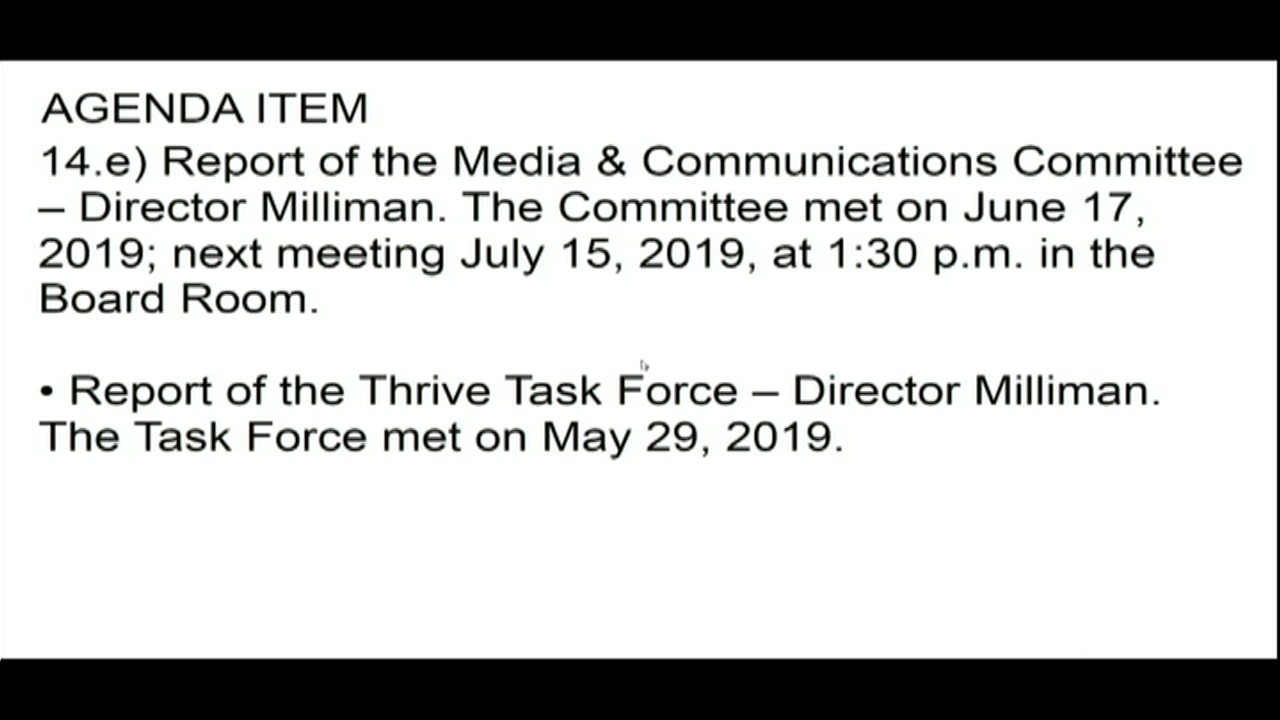 AGENDA ITEM
14.e) Report of the Media & Communications Committee
– Director Milliman. The Committee met on June 17,
2019; next meeting July 15, 2019, at 1:30 p.m. in the
Board Room.
• Report of the Thrive Task Force – Director Milliman.
The Task Force met on May 29, 2019.